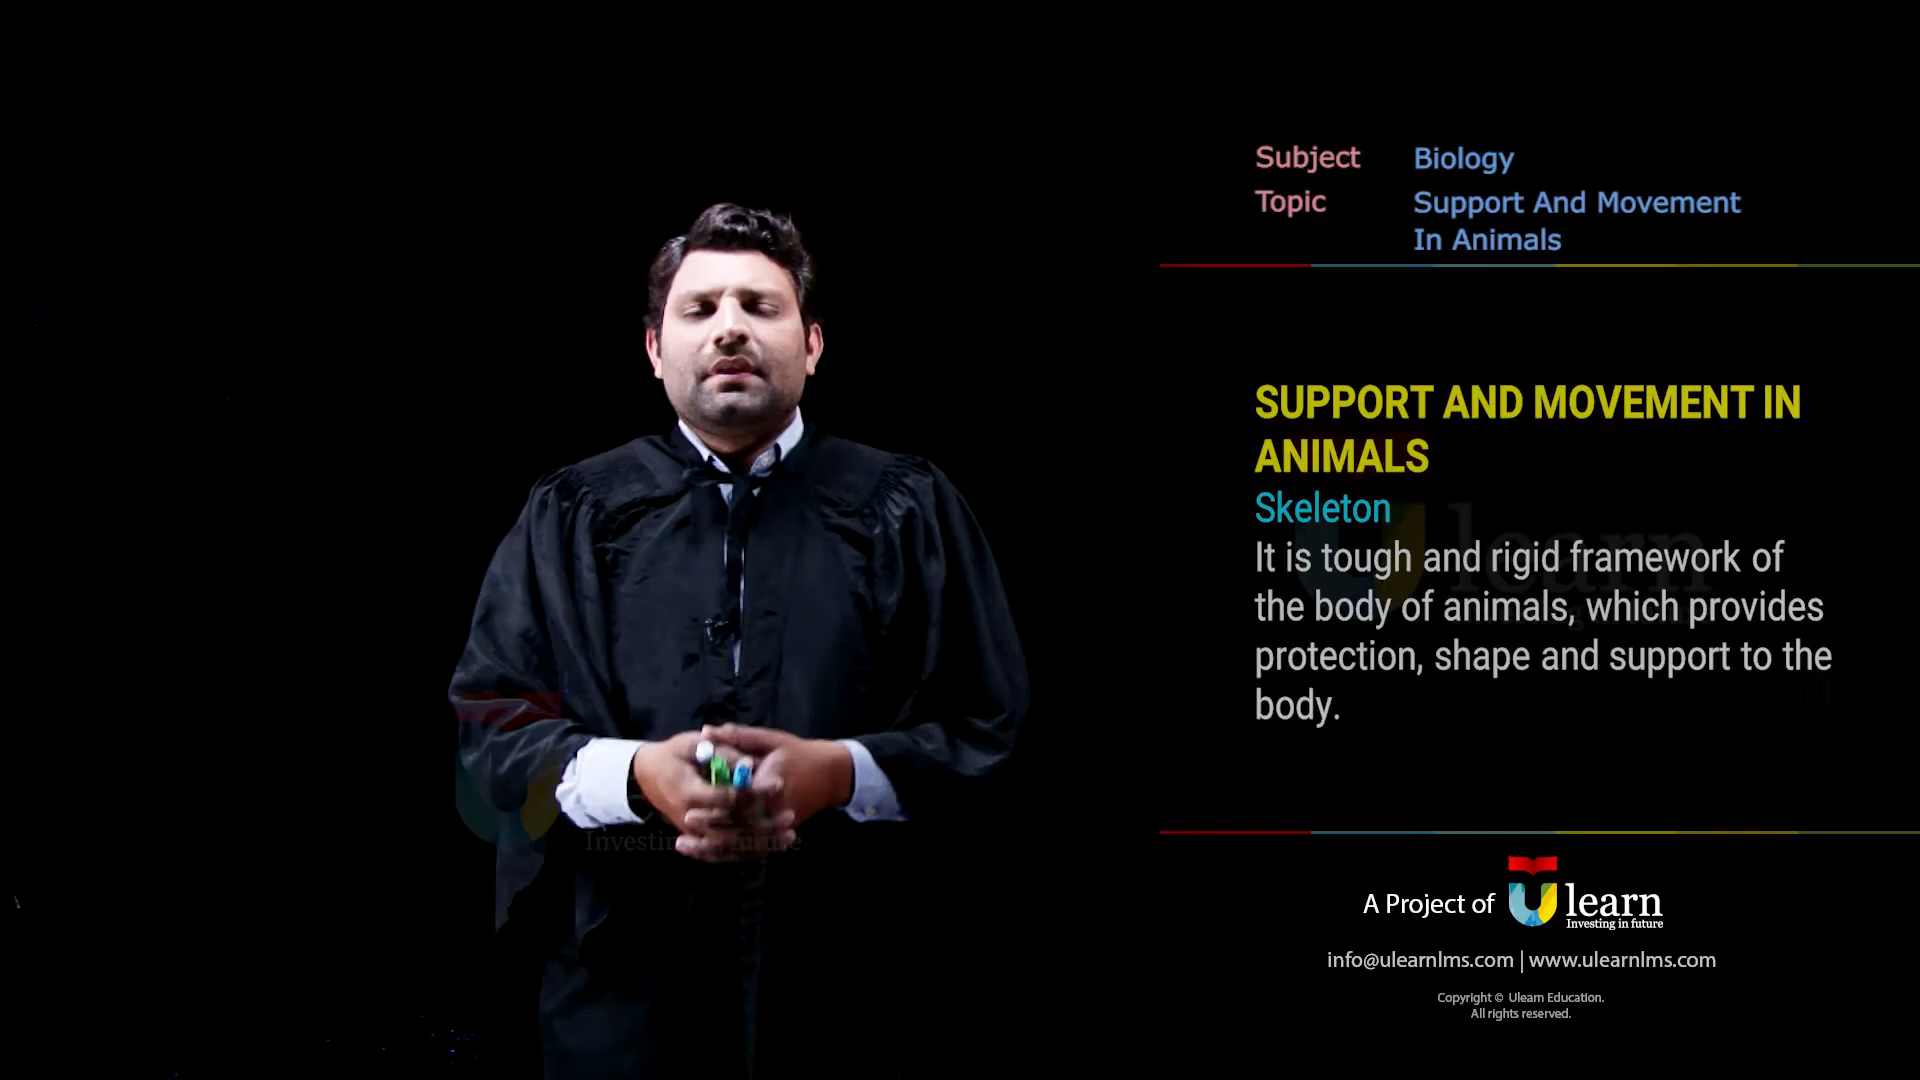 Subject Biology
Topic Support And Movement
In Animals
SUPPORT AND MOVEMENT IN
ANIMALS
Skeleton
It is tough and rigid framework of
the body of animals, which provides
protection, shape and support to the
body.
A Project of Ulearn
Investing in future
info@ulearnlms.com | www.ulearnlms.com
Copyright © Ulearn Education.
All rights reserved.